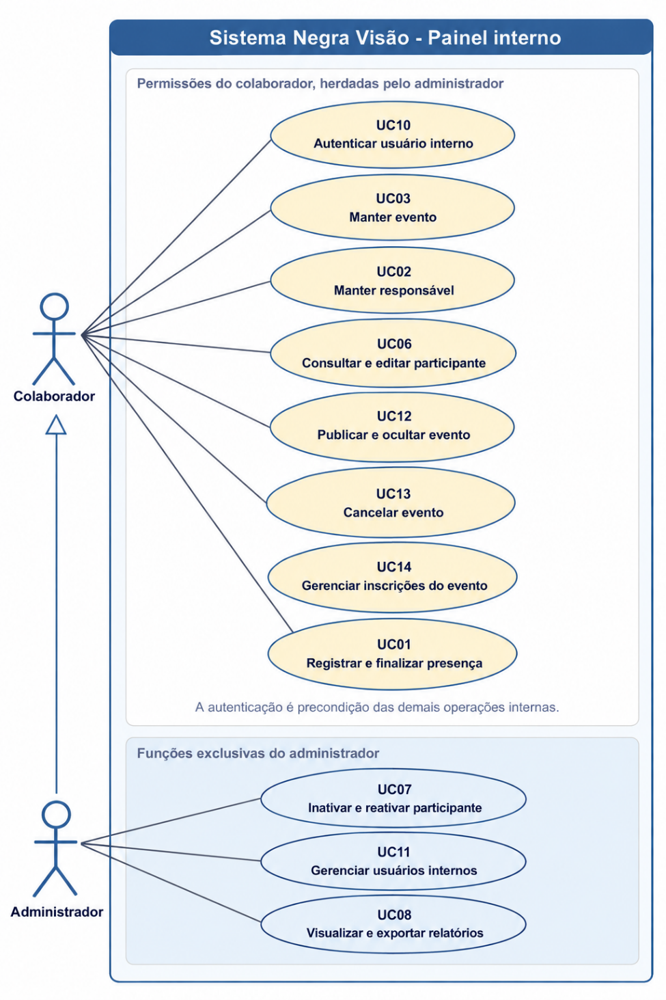 Sistema Negra Visão - Painel interno
Permissões do colaborador, herdadas pelo administrador
UC10
Autenticar usuário interno
UC03
Manter evento
UC02
Manter responsável
UC06
Consultar e editar participante
UC12
Publicar e ocultar evento
UC13
Cancelar evento
UC14
Gerenciar inscrições do evento
UC01
Registrar e finalizar presença
A autenticação é precondição das demais operações internas.
Colaborador
Funções exclusivas do administrador
UC07
Inativar e reativar participante
UC11
Gerenciar usuários internos
UC08
Visualizar e exportar relatórios
Administrador